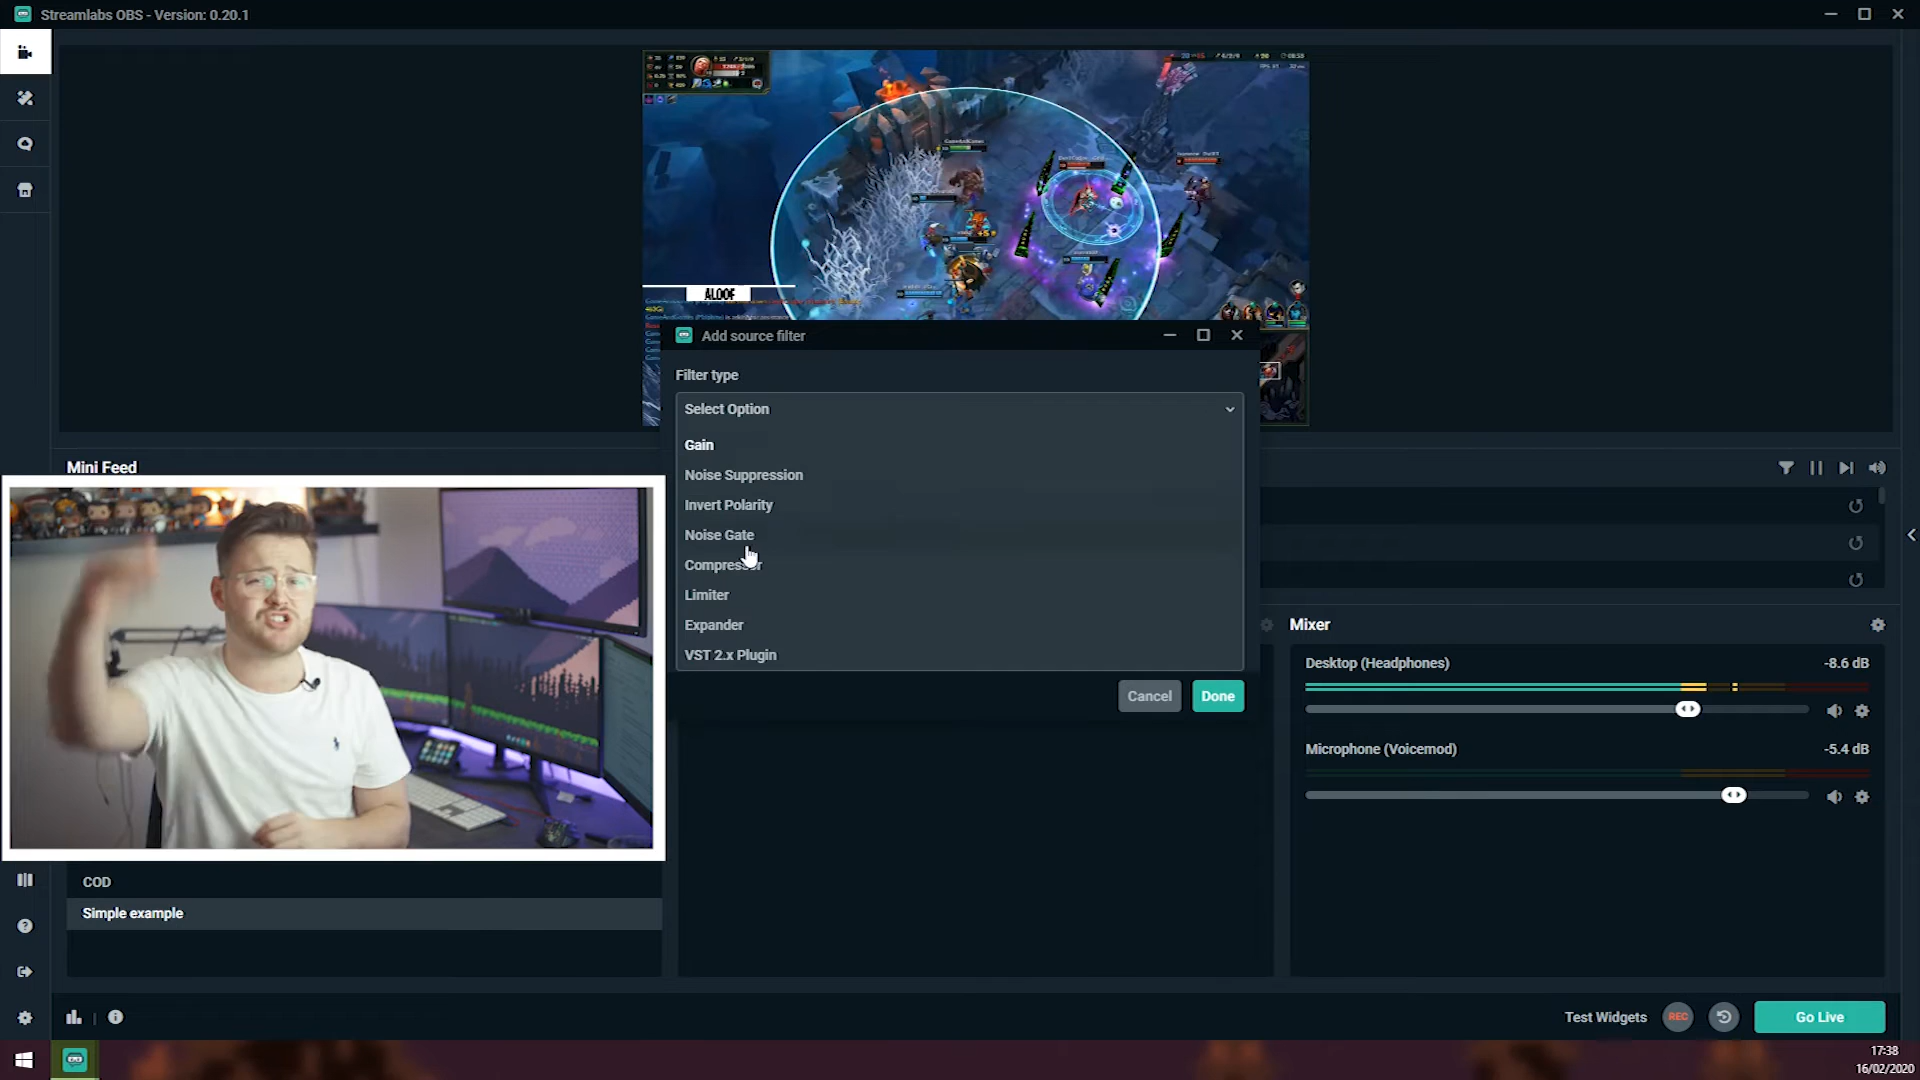 Streamlabs OBS - Version: 0.20.1
ALOOF
Add source filter
Filter type
Select Option
Gain
Noise Suppression
Invert Polarity
Noise Gate
Compressor
Limiter
Expander
VST 2.x Plugin
Cancel
Done
Mini Feed
Mixer
Desktop (Headphones)
-8.6 dB
Microphone (Voicemod)
-5.4 dB
COD
Simple example
Test Widgets
REC
Go Live
17:38
16/02/2020